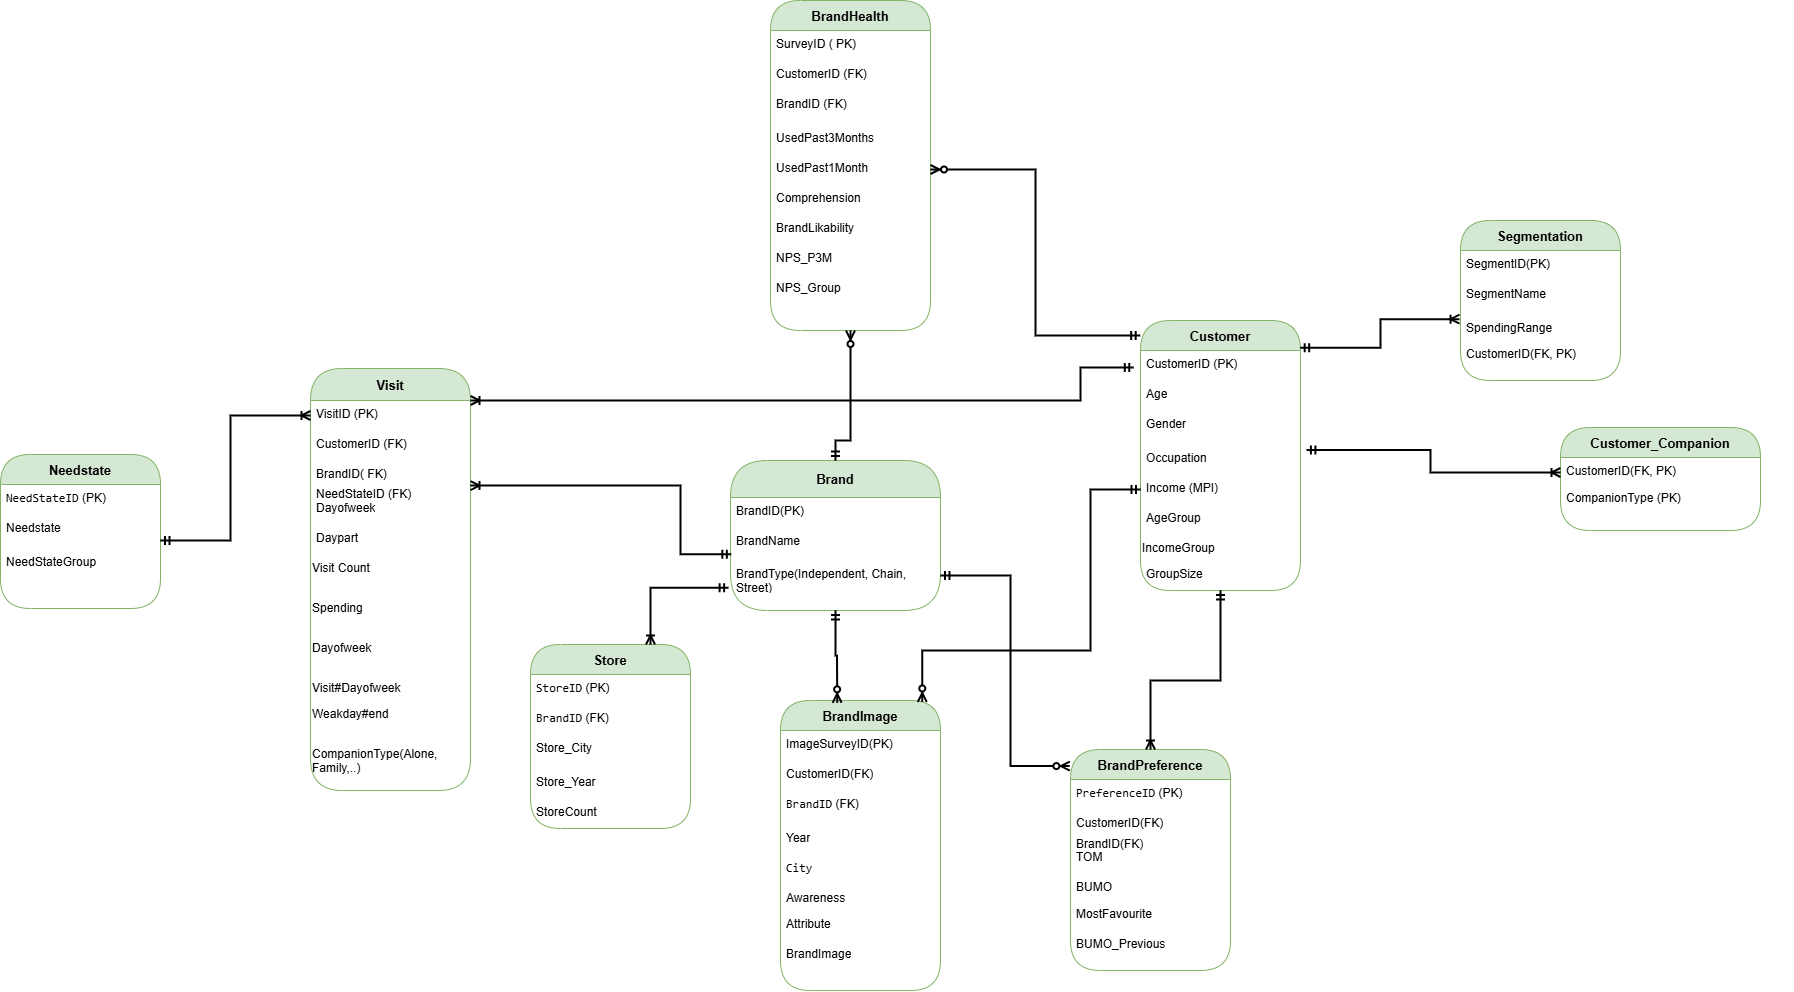 BrandHealth
SurveyID ( PK)
CustomerID (FK)
BrandID (FK)
UsedPast3Months
UsedPast1Month
Comprehension
BrandLikability
NPS_P3M
NPS_Group
Segmentation
SegmentID(PK)
SegmentName
SpendingRange
CustomerID(FK, PK)
Customer
CustomerID (PK)
Age
Gender
Occupation
Income (MPI)
AgeGroup
IncomeGroup
GroupSize
Visit
VisitID (PK)
CustomerID (FK)
BrandID( FK)
NeedStateID (FK)
Dayofweek
Daypart
Visit Count
Spending
Dayofweek
Visit#Dayofweek
Weakday#end
CompanionType(Alone,
Family,..)
Customer_Companion
CustomerID(FK, PK)
CompanionType (PK)
Needstate
NeedStateID (PK)
Needstate
NeedStateGroup
Brand
BrandID(PK)
BrandName
BrandType(Independent, Chain,
Street)
Store
StoreID (PK)
BrandID (FK)
Store_City
Store_Year
StoreCount
BrandImage
ImageSurveyID(PK)
CustomerID(FK)
BrandID (FK)
Year
City
Awareness
Attribute
BrandImage
BrandPreference
PreferenceID (PK)
CustomerID(FK)
BrandID(FK)
TOM
BUMO
MostFavourite
BUMO_Previous